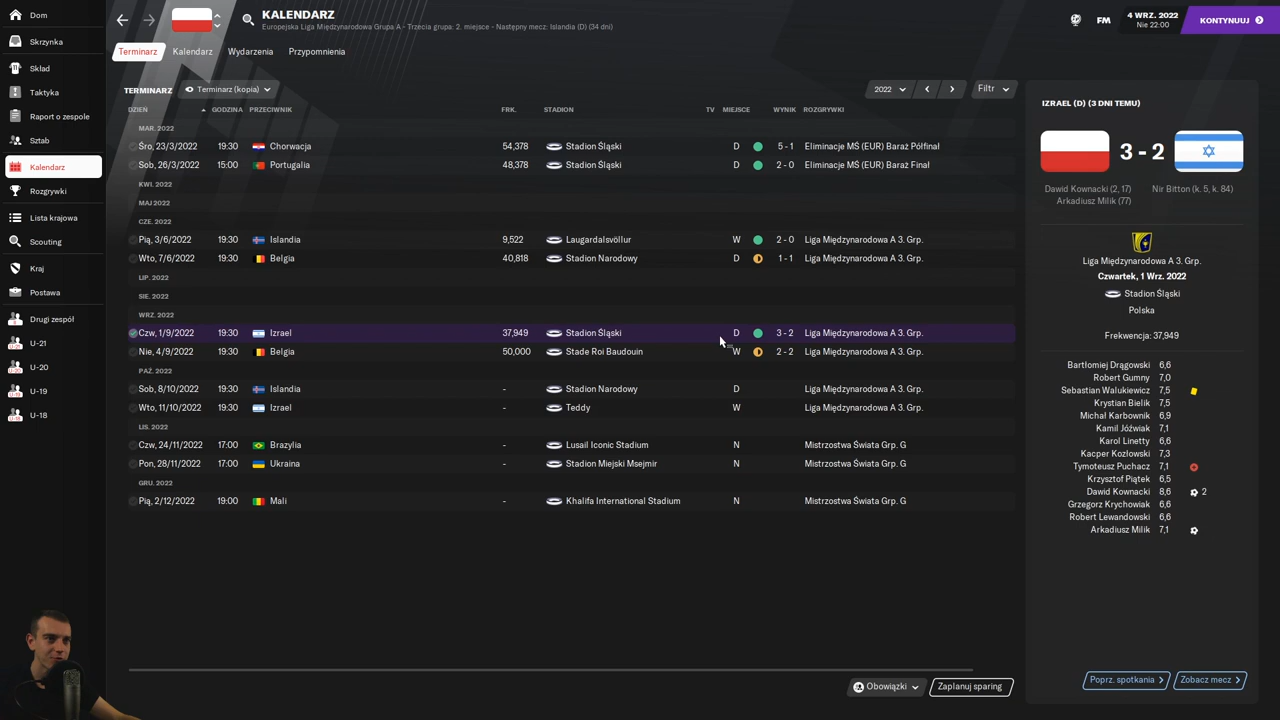 Dom
Skrzynka
Skład
Taktyka
Raport o zespole
Sztab
Kalendarz
Rozgrywki
Lista krajowa
Scouting
Kraj
Postawa
Drugi zespół
U-21
U-20
U-19
U-18
KALENDARZ
Europejska Liga Międzynarodowa Grupa A - Trzecia grupa: 2. miejsce - Następny mecz: Islandia (D) (34 dni)
FM
4 WRZ. 2022
Nie 22:00
KONTYNUUJ
Terminarz Kalendarz Wydarzenia Przypomnienia
TERMINARZ Terminarz (kopia) 2022 Filtr
DZIEŃ GODZINA PRZECIWNIK FRK. STADION TV MIEJSCE WYNIK ROZGRYWKI
MAR. 2022
Śro, 23/3/2022 19:30 Chorwacja 54,378 Stadion Śląski D 5 - 1 Eliminacje MŚ (EUR) Baraż Półfinał
Sob, 26/3/2022 15:00 Portugalia 48,378 Stadion Śląski D 2 - 0 Eliminacje MŚ (EUR) Baraż Finał
KWI. 2022
MAJ 2022
CZE. 2022
Pią, 3/6/2022 19:30 Islandia 9,522 Laugardalsvöllur W 2 - 0 Liga Międzynarodowa A 3. Grp.
Wto, 7/6/2022 19:30 Belgia 40,818 Stadion Narodowy D 1 - 1 Liga Międzynarodowa A 3. Grp.
LIP. 2022
SIE. 2022
WRZ. 2022
Czw, 1/9/2022 19:30 Izrael 37,949 Stadion Śląski D 3 - 2 Liga Międzynarodowa A 3. Grp.
Nie, 4/9/2022 19:30 Belgia 50,000 Stade Roi Baudouin W 2 - 2 Liga Międzynarodowa A 3. Grp.
PAŹ. 2022
Sob, 8/10/2022 19:30 Islandia - Stadion Narodowy D Liga Międzynarodowa A 3. Grp.
Wto, 11/10/2022 19:30 Izrael - Teddy W Liga Międzynarodowa A 3. Grp.
LIS. 2022
Czw, 24/11/2022 17:00 Brazylia - Lusail Iconic Stadium N Mistrzostwa Świata Grp. G
Pon, 28/11/2022 17:00 Ukraina - Stadion Miejski Msejmir N Mistrzostwa Świata Grp. G
GRU. 2022
Pią, 2/12/2022 19:00 Mali - Khalifa International Stadium N Mistrzostwa Świata Grp. G
Obowiązki Zaplanuj sparing
IZRAEL (D) (3 DNI TEMU)
3 - 2
Dawid Kownacki (2, 17) Nir Bitton (k. 5, k. 84)
Arkadiusz Milik (77)
Liga Międzynarodowa A 3. Grp.
Czwartek, 1 Wrz. 2022
Stadion Śląski
Polska
Frekwencja: 37,949
Bartłomiej Drągowski 6,6
Robert Gumny 7,0
Sebastian Walukiewicz 7,5
Krystian Bielik 7,5
Michał Karbownik 6,9
Kamil Jóźwiak 7,1
Karol Linetty 6,6
Kacper Kozłowski 7,3
Tymoteusz Puchacz 7,1
Krzysztof Piątek 6,5
Dawid Kownacki 8,6 2
Grzegorz Krychowiak 6,6
Robert Lewandowski 6,6
Arkadiusz Milik 7,1
Poprz. spotkania Zobacz mecz